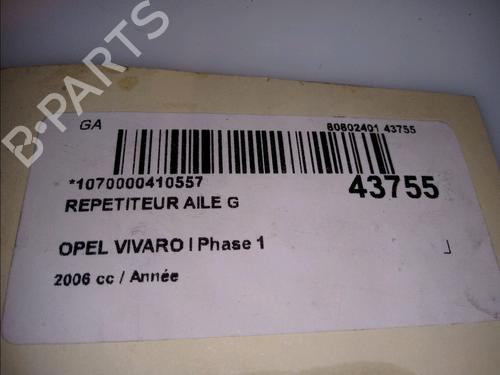 GA
80802401 43755
*1070000410557
43755
REPETITEUR AILE G
OPEL VIVARO I Phase 1
2006 cc / Année
B-PARTS